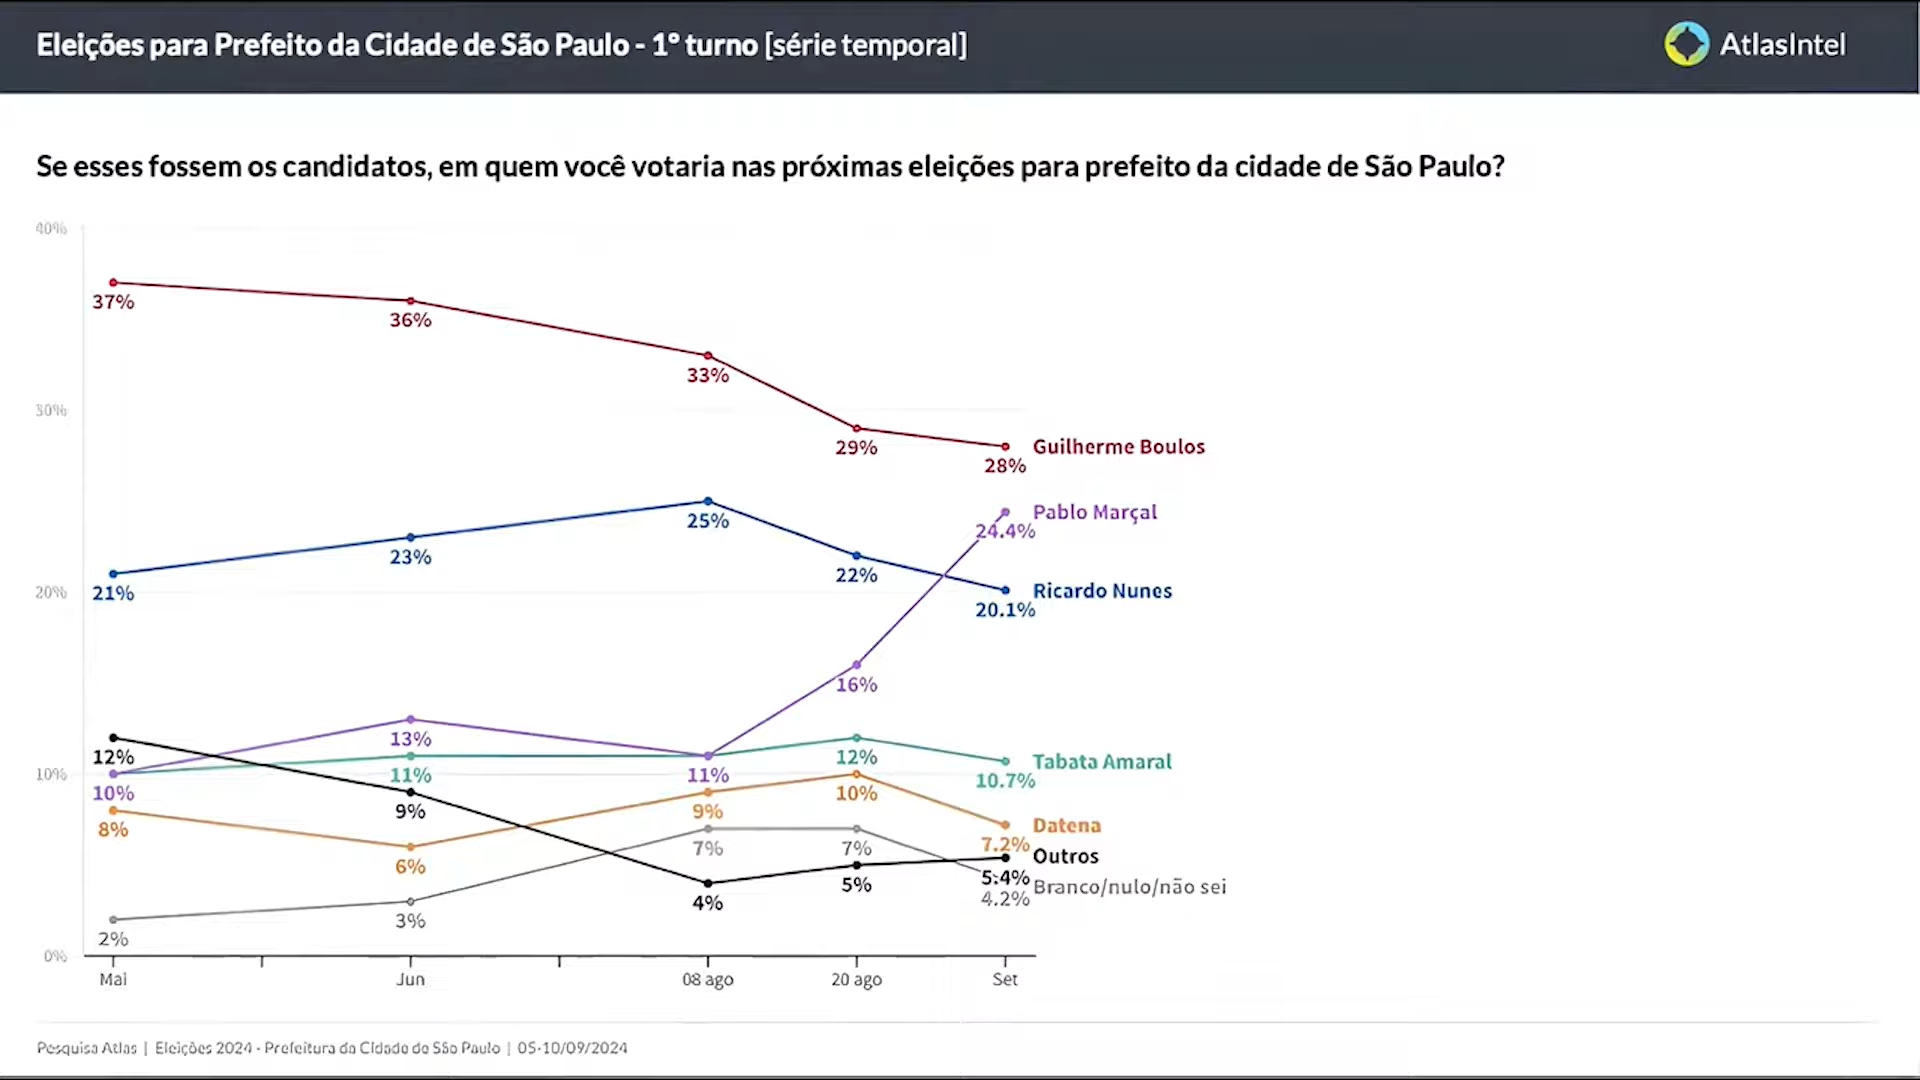 Eleições para Prefeito da Cidade de São Paulo - 1º turno [série temporal]
AtlasIntel
Se esses fossem os candidatos, em quem você votaria nas próximas eleições para prefeito da cidade de São Paulo?
40%
37%
36%
33%
30%
29%
28%
Guilherme Boulos
25%
24.4%
Pablo Marçal
23%
22%
21%
20%
20.1%
Ricardo Nunes
16%
13%
12%
12%
11%
11%
10%
10%
10.7%
Tabata Amaral
10%
9%
9%
8%
7.2%
Datena
7%
7%
6%
5%
5.4%
Outros
4%
4.2%
Branco/nulo/não sei
3%
2%
0%
Mai
Jun
08 ago
20 ago
Set
Pesquisa Atlas | Eleições 2024 - Prefeitura da Cidade de São Paulo | 05-10/09/2024